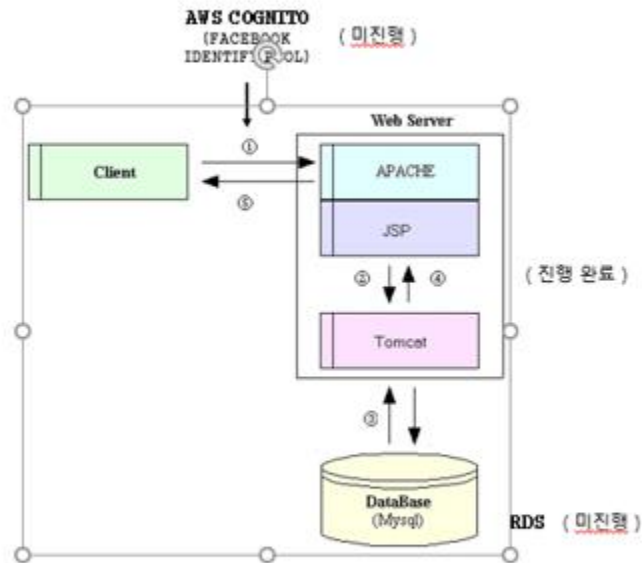 AWS COGNITO
(FACEBOOK
IDENTIFY POOL)
( 미진행 )
Web Server
Client
①
⑤
APACHE
JSP
②
④
( 진행 완료 )
Tomcat
③
DataBase
(Mysql)
RDS ( 미진행 )